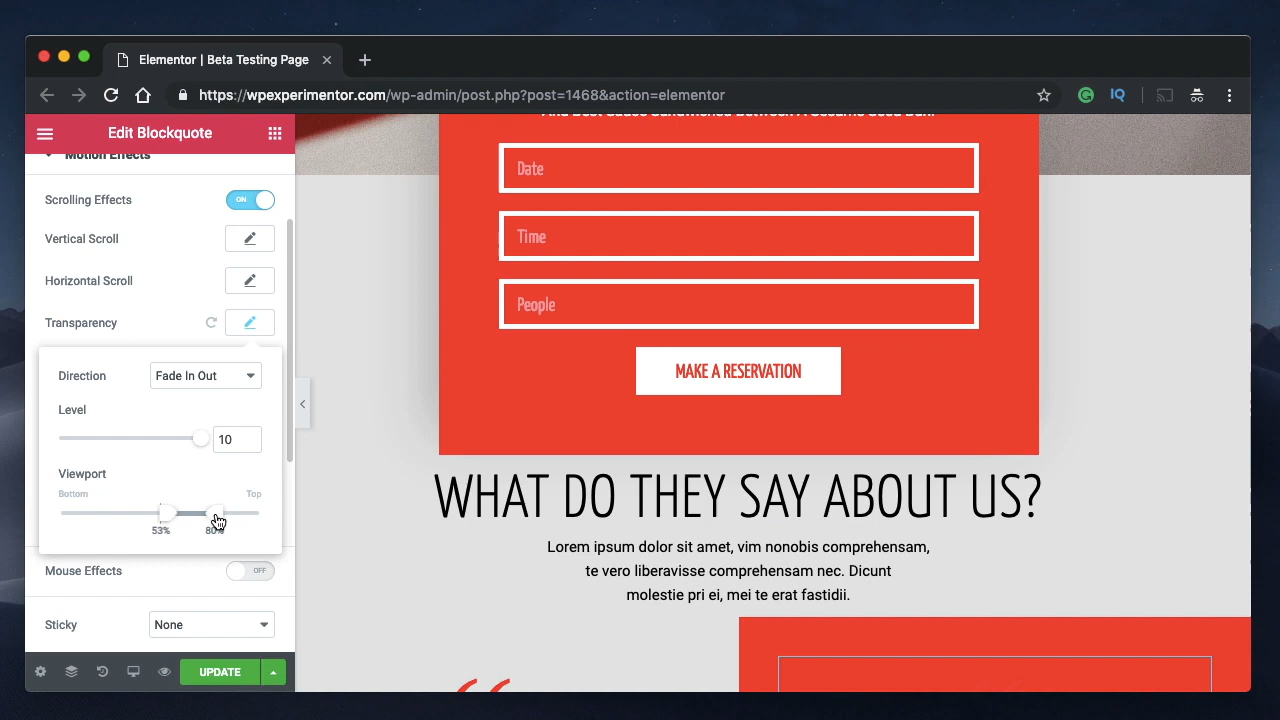 Elementor | Beta Testing Page
https://wpexperimentor.com/wp-admin/post.php?post=1468&action=elementor
IQ
Edit Blockquote
Motion Effects
Scrolling Effects
ON
Vertical Scroll
Horizontal Scroll
Transparency
Direction
Fade In Out
Level
10
Viewport
Bottom
Top
53%
80%
Mouse Effects
OFF
Sticky
None
UPDATE
Date
Time
People
MAKE A RESERVATION
WHAT DO THEY SAY ABOUT US?
Lorem ipsum dolor sit amet, vim nonobis comprehensam,
te vero liberavisse comprehensam nec. Dicunt
molestie pri ei, mei te erat fastidii.